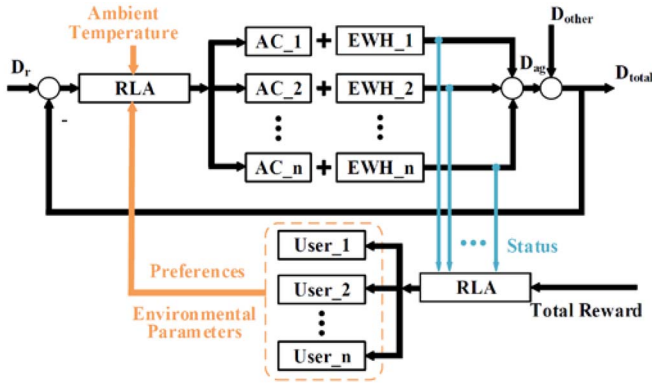 Ambient
Temperature
D_other
AC_1 + EWH_1
D_r
D_ag
D_total
RLA
AC_2 + EWH_2
-
AC_n + EWH_n
User_1
Status
Preferences
User_2
RLA
Environmental
Parameters
Total Reward
User_n